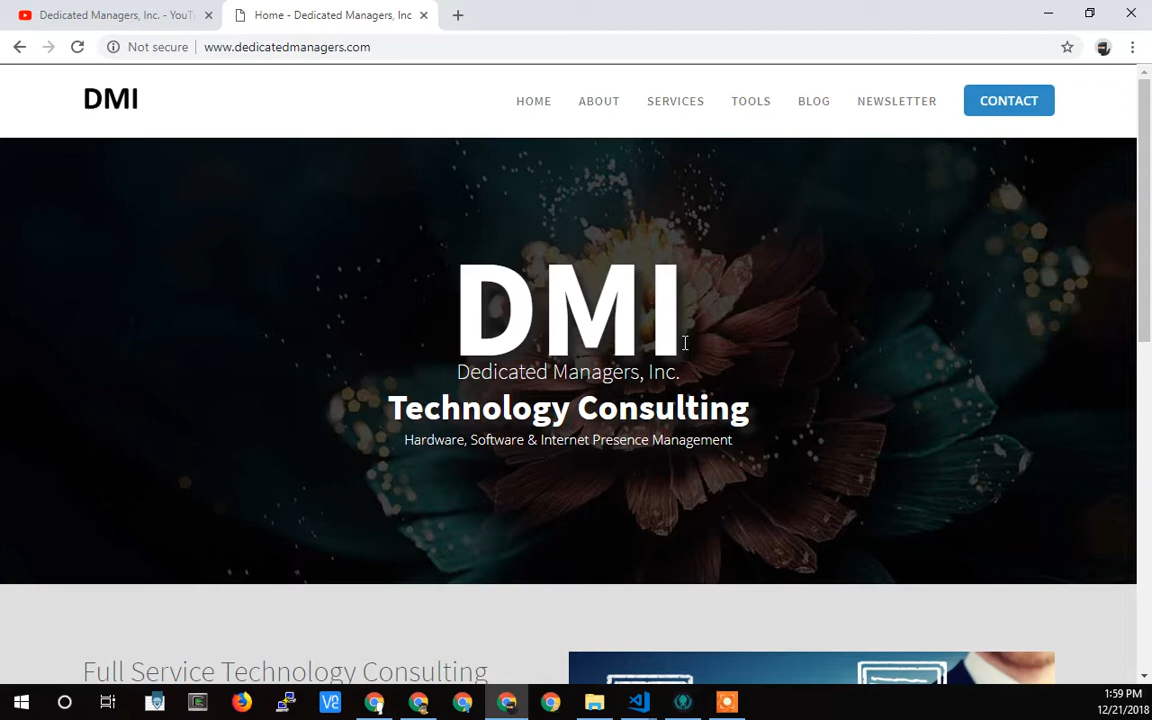 Dedicated Managers, Inc. - YouT
Home - Dedicated Managers, Inc
Not secure
www.dedicatedmanagers.com
DMI
HOME
ABOUT
SERVICES
TOOLS
BLOG
NEWSLETTER
CONTACT
DMI
Dedicated Managers, Inc.
Technology Consulting
Hardware, Software & Internet Presence Management
Full Service Technology Consulting
1:59 PM
12/21/2018